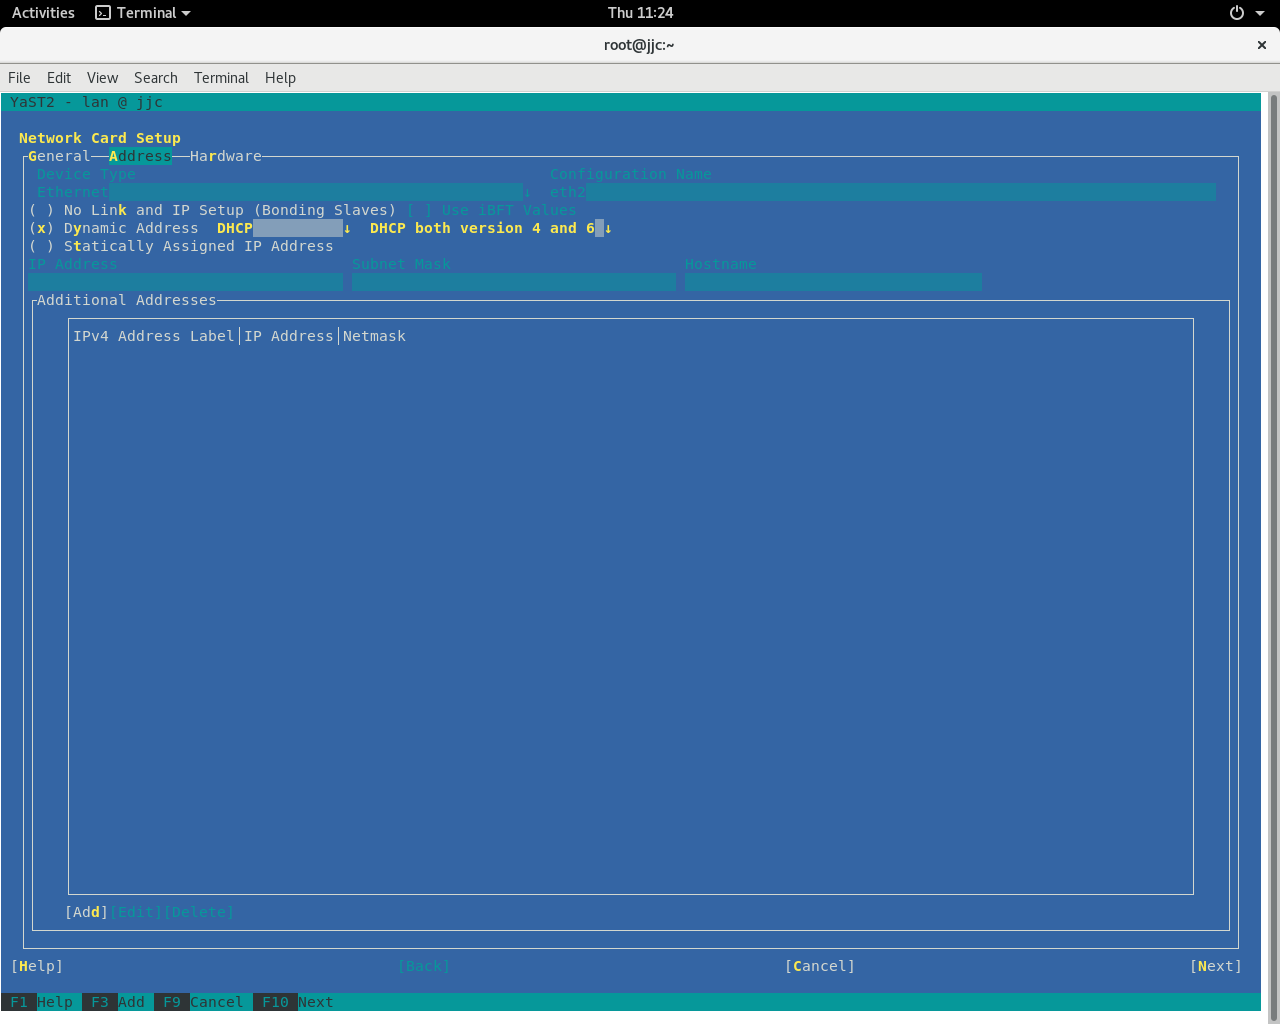 Activities Terminal Thu 11:24
root@jjc:~ ×
File Edit View Search Terminal Help
YaST2 - lan @ jjc
Network Card Setup
General Address Hardware
Device Type Configuration Name
Ethernet ↓ eth2
( ) No Link and IP Setup (Bonding Slaves) [ ] Use iBFT Values
(x) Dynamic Address DHCP ↓ DHCP both version 4 and 6 ↓
( ) Statically Assigned IP Address
IP Address Subnet Mask Hostname
Additional Addresses
IPv4 Address Label│IP Address│Netmask
[Add][Edit][Delete]
[Help] [Back] [Cancel] [Next]
F1 Help F3 Add F9 Cancel F10 Next